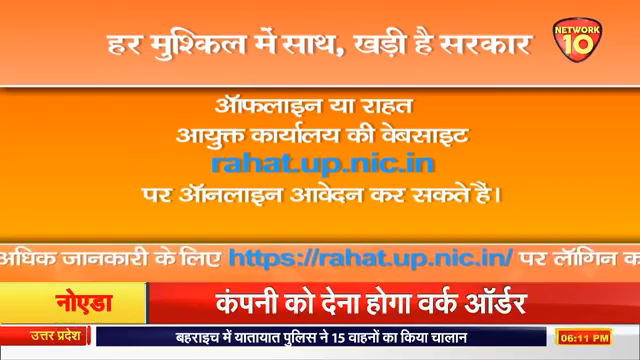 हर मुश्किल में साथ, खड़ी है सरकार
NETWORK
10
ऑफलाइन या राहत
आयुक्त कार्यालय की वेबसाइट
rahat.up.nic.in
पर ऑनलाइन आवेदन कर सकते हैं।
अधिक जानकारी के लिए https://rahat.up.nic.in/ पर लॉगिन क
नोएडा कंपनी को देना होगा वर्क ऑर्डर
उत्तर प्रदेश बहराइच में यातायात पुलिस ने 15 वाहनों का किया चालान 06:11 PM